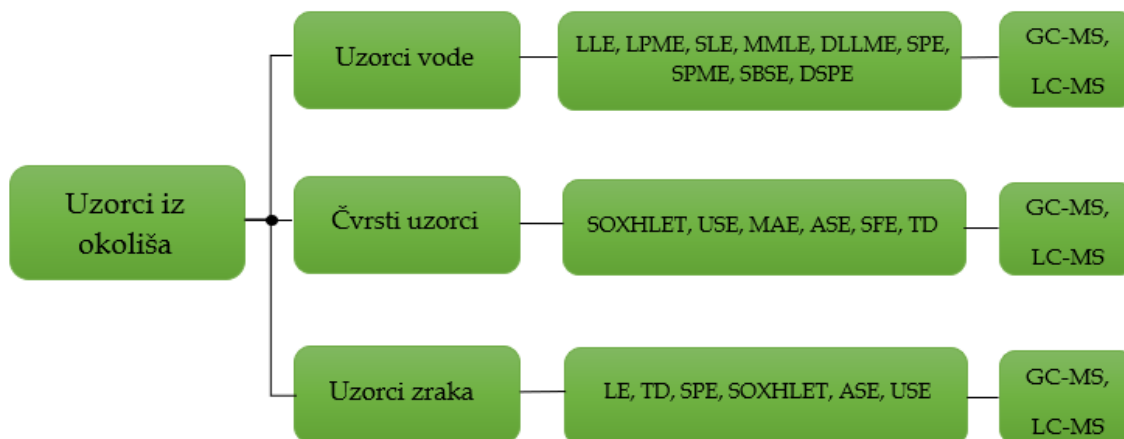 Uzorci iz
okoliša
Uzorci vode
LLE, LPME, SLE, MMLE, DLLME, SPE,
SPME, SBSE, DSPE
GC-MS,
LC-MS
Čvrsti uzorci
SOXHLET, USE, MAE, ASE, SFE, TD
GC-MS,
LC-MS
Uzorci zraka
LE, TD, SPE, SOXHLET, ASE, USE
GC-MS,
LC-MS